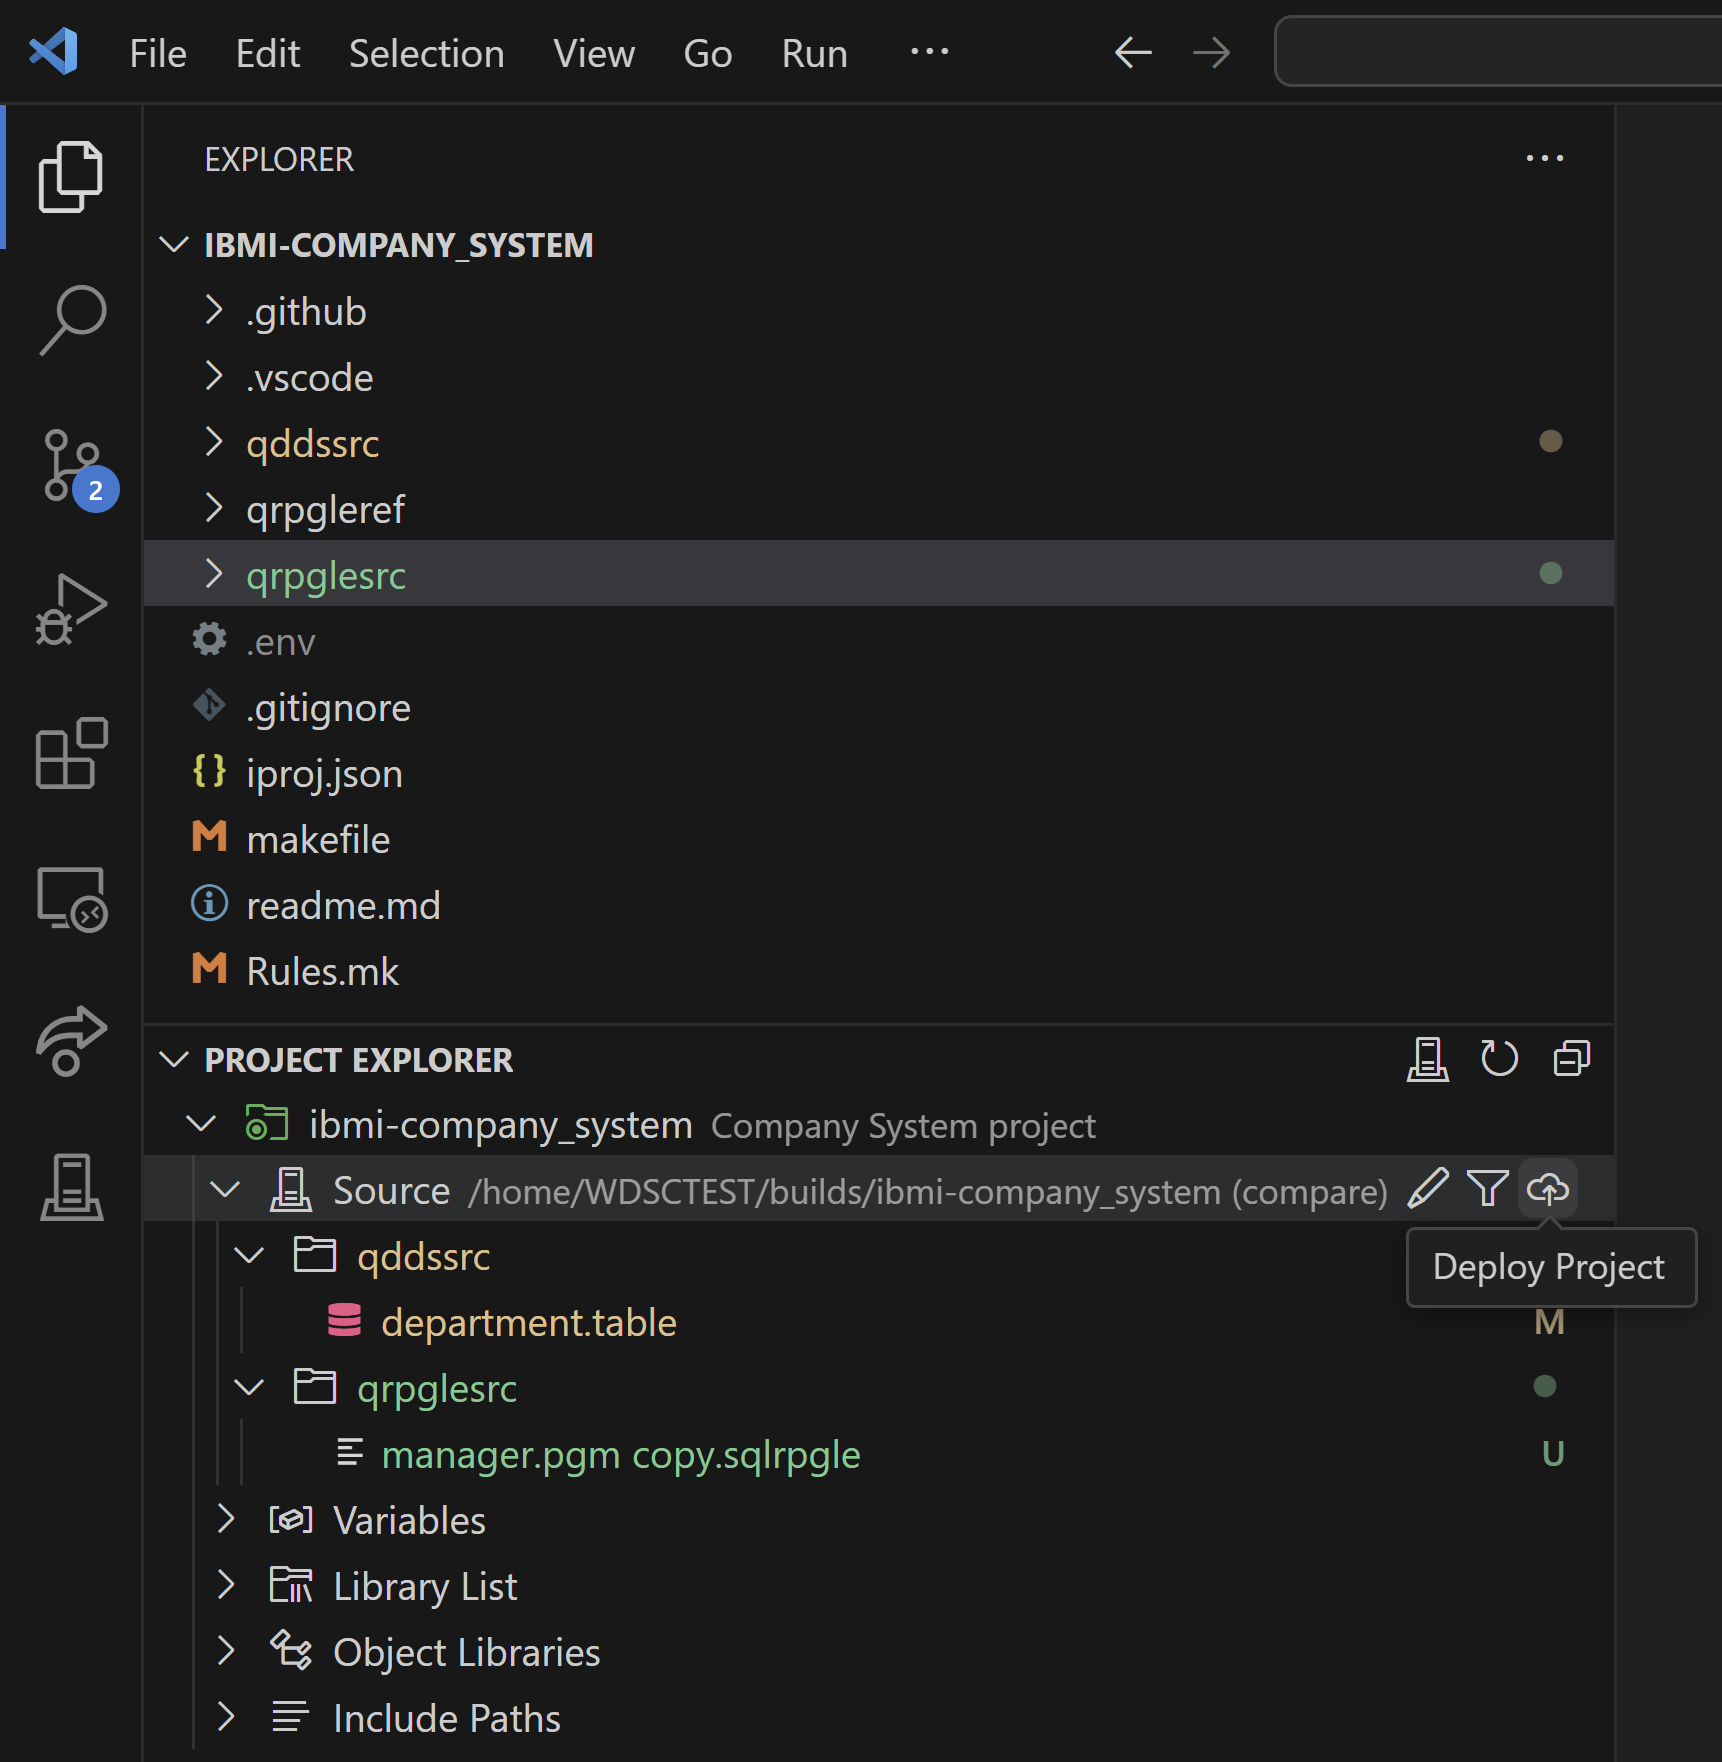 File Edit Selection View Go Run ···
EXPLORER
IBMI-COMPANY_SYSTEM
.github
.vscode
qddssrc
qrpgleref
qrpglesrc
.env
.gitignore
iproj.json
makefile
readme.md
Rules.mk
2
PROJECT EXPLORER
ibmi-company_system Company System project
Source /home/WDSCTEST/builds/ibmi-company_system (compare)
qddssrc
Deploy Project
department.table M
qrpglesrc
manager.pgm copy.sqlrpgle U
Variables
Library List
Object Libraries
Include Paths